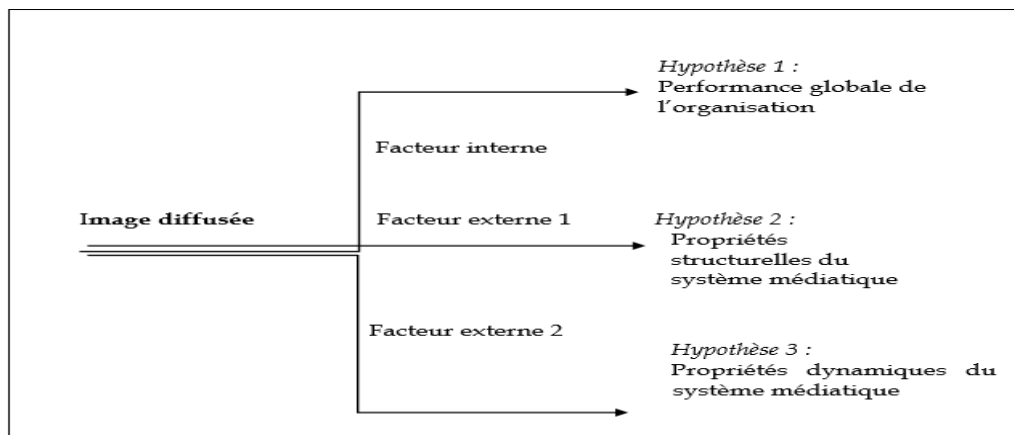 Hypothèse 1 :
Performance globale de
l'organisation
Facteur interne
Image diffusée
Facteur externe 1
Hypothèse 2 :
Propriétés
structurelles du
système médiatique
Facteur externe 2
Hypothèse 3 :
Propriétés dynamiques du
système médiatique